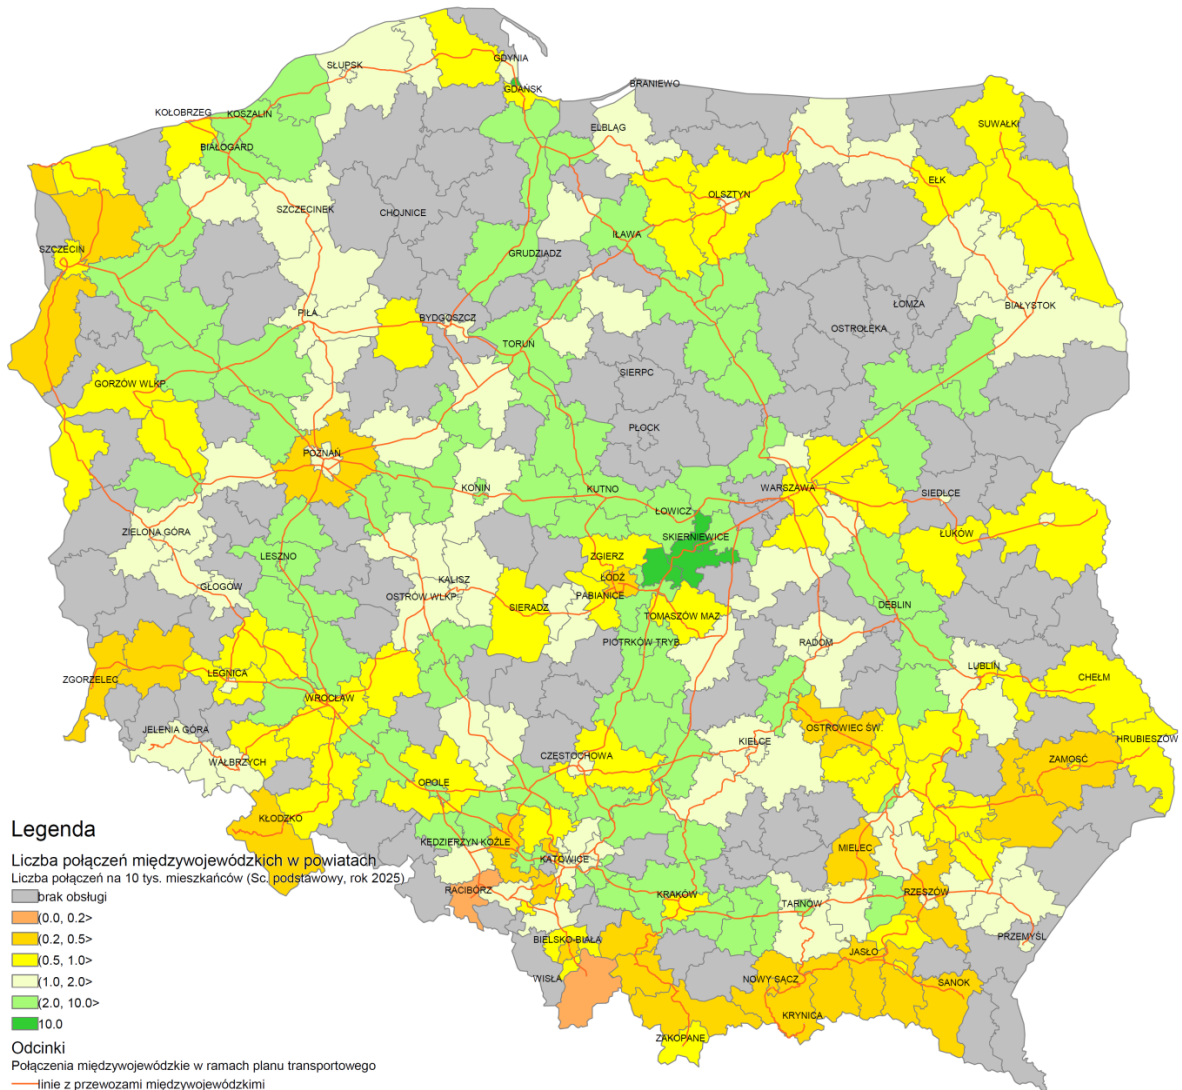 GDYNIA
SŁUPSK
GDAŃSK
BRANIEWO
KOŁOBRZEG
KOSZALIN
ELBLĄG
SUWAŁKI
BIAŁOGARD
EŁK
OLSZTYN
SZCZECINEK
CHOJNICE
IŁAWA
SZCZECIN
GRUDZIADZ
ŁOMŻA
BIAŁYSTOK
PIŁA
BYDGOSZCZ
OSTROŁĘKA
TORUŃ
SIERPC
GORZÓW WLKP.
PŁOCK
POZNAŃ
KONIN
KUTNO
WARSZAWA
SIEDLCE
ŁOWICZ
ZIELONA GÓRA
SKIERNIEWICE
ŁUKÓW
LESZNO
ZGIERZ
ŁÓDŹ
GŁOGÓW
KALISZ
OSTRÓW WLKP.
PABIANICE
SIERADZ
DĘBLIN
TOMASZÓW MAZ.
PIOTRKÓW TRYB.
RADOM
LUBLIN
ZGORZELEC
LEGNICA
CHEŁM
WROCŁAW
JELENIA GÓRA
OSTROWIEC ŚW.
HRUBIESZÓW
KIELCE
WAŁBRZYCH
CZĘSTOCHOWA
ZAMOŚĆ
OPOLE
KŁODZKO
KĘDZIERZYN KOŹLE
MIELEC
KATOWICE
RACIBÓRZ
KRAKÓW
RZESZÓW
TARNÓW
PRZEMYŚL
BIELSKO-BIAŁA
JASŁO
WISŁA
NOWY SĄCZ
SANOK
KRYNICA
ZAKOPANE
Legenda
Liczba połączeń międzywojewódzkich w powiatach
Liczba połączeń na 10 tys. mieszkańców (Sc. podstawowy, rok 2025)
brak obsługi
(0.0, 0.2>
(0.2, 0.5>
(0.5, 1.0>
(1.0, 2.0>
(2.0, 10.0>
10.0
Odcinki
Połączenia międzywojewódzkie w ramach planu transportowego
linie z przewozami międzywojewódzkimi